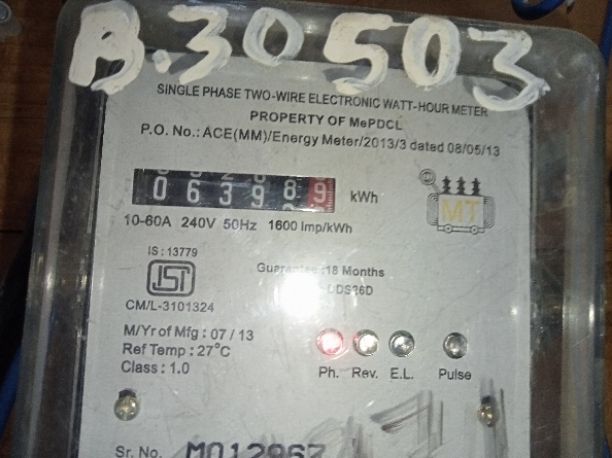 B.30503
SINGLE PHASE TWO-WIRE ELECTRONIC WATT-HOUR METER
PROPERTY OF MePDCL
P.O. No.: ACE(MM)/Energy Meter/2013/3 dated 08/05/13
0 6 3 9 8 9 kWh
MT
10-60A 240V 50Hz 1600 Imp/kWh
IS : 13779
Guarantee : 18 Months
DDS26D
CM/L-3101324
M/Yr of Mfg : 07 / 13
Ref Temp : 27°C
Class : 1.0
Ph. Rev. E.L. Pulse
Sr. No. M012967